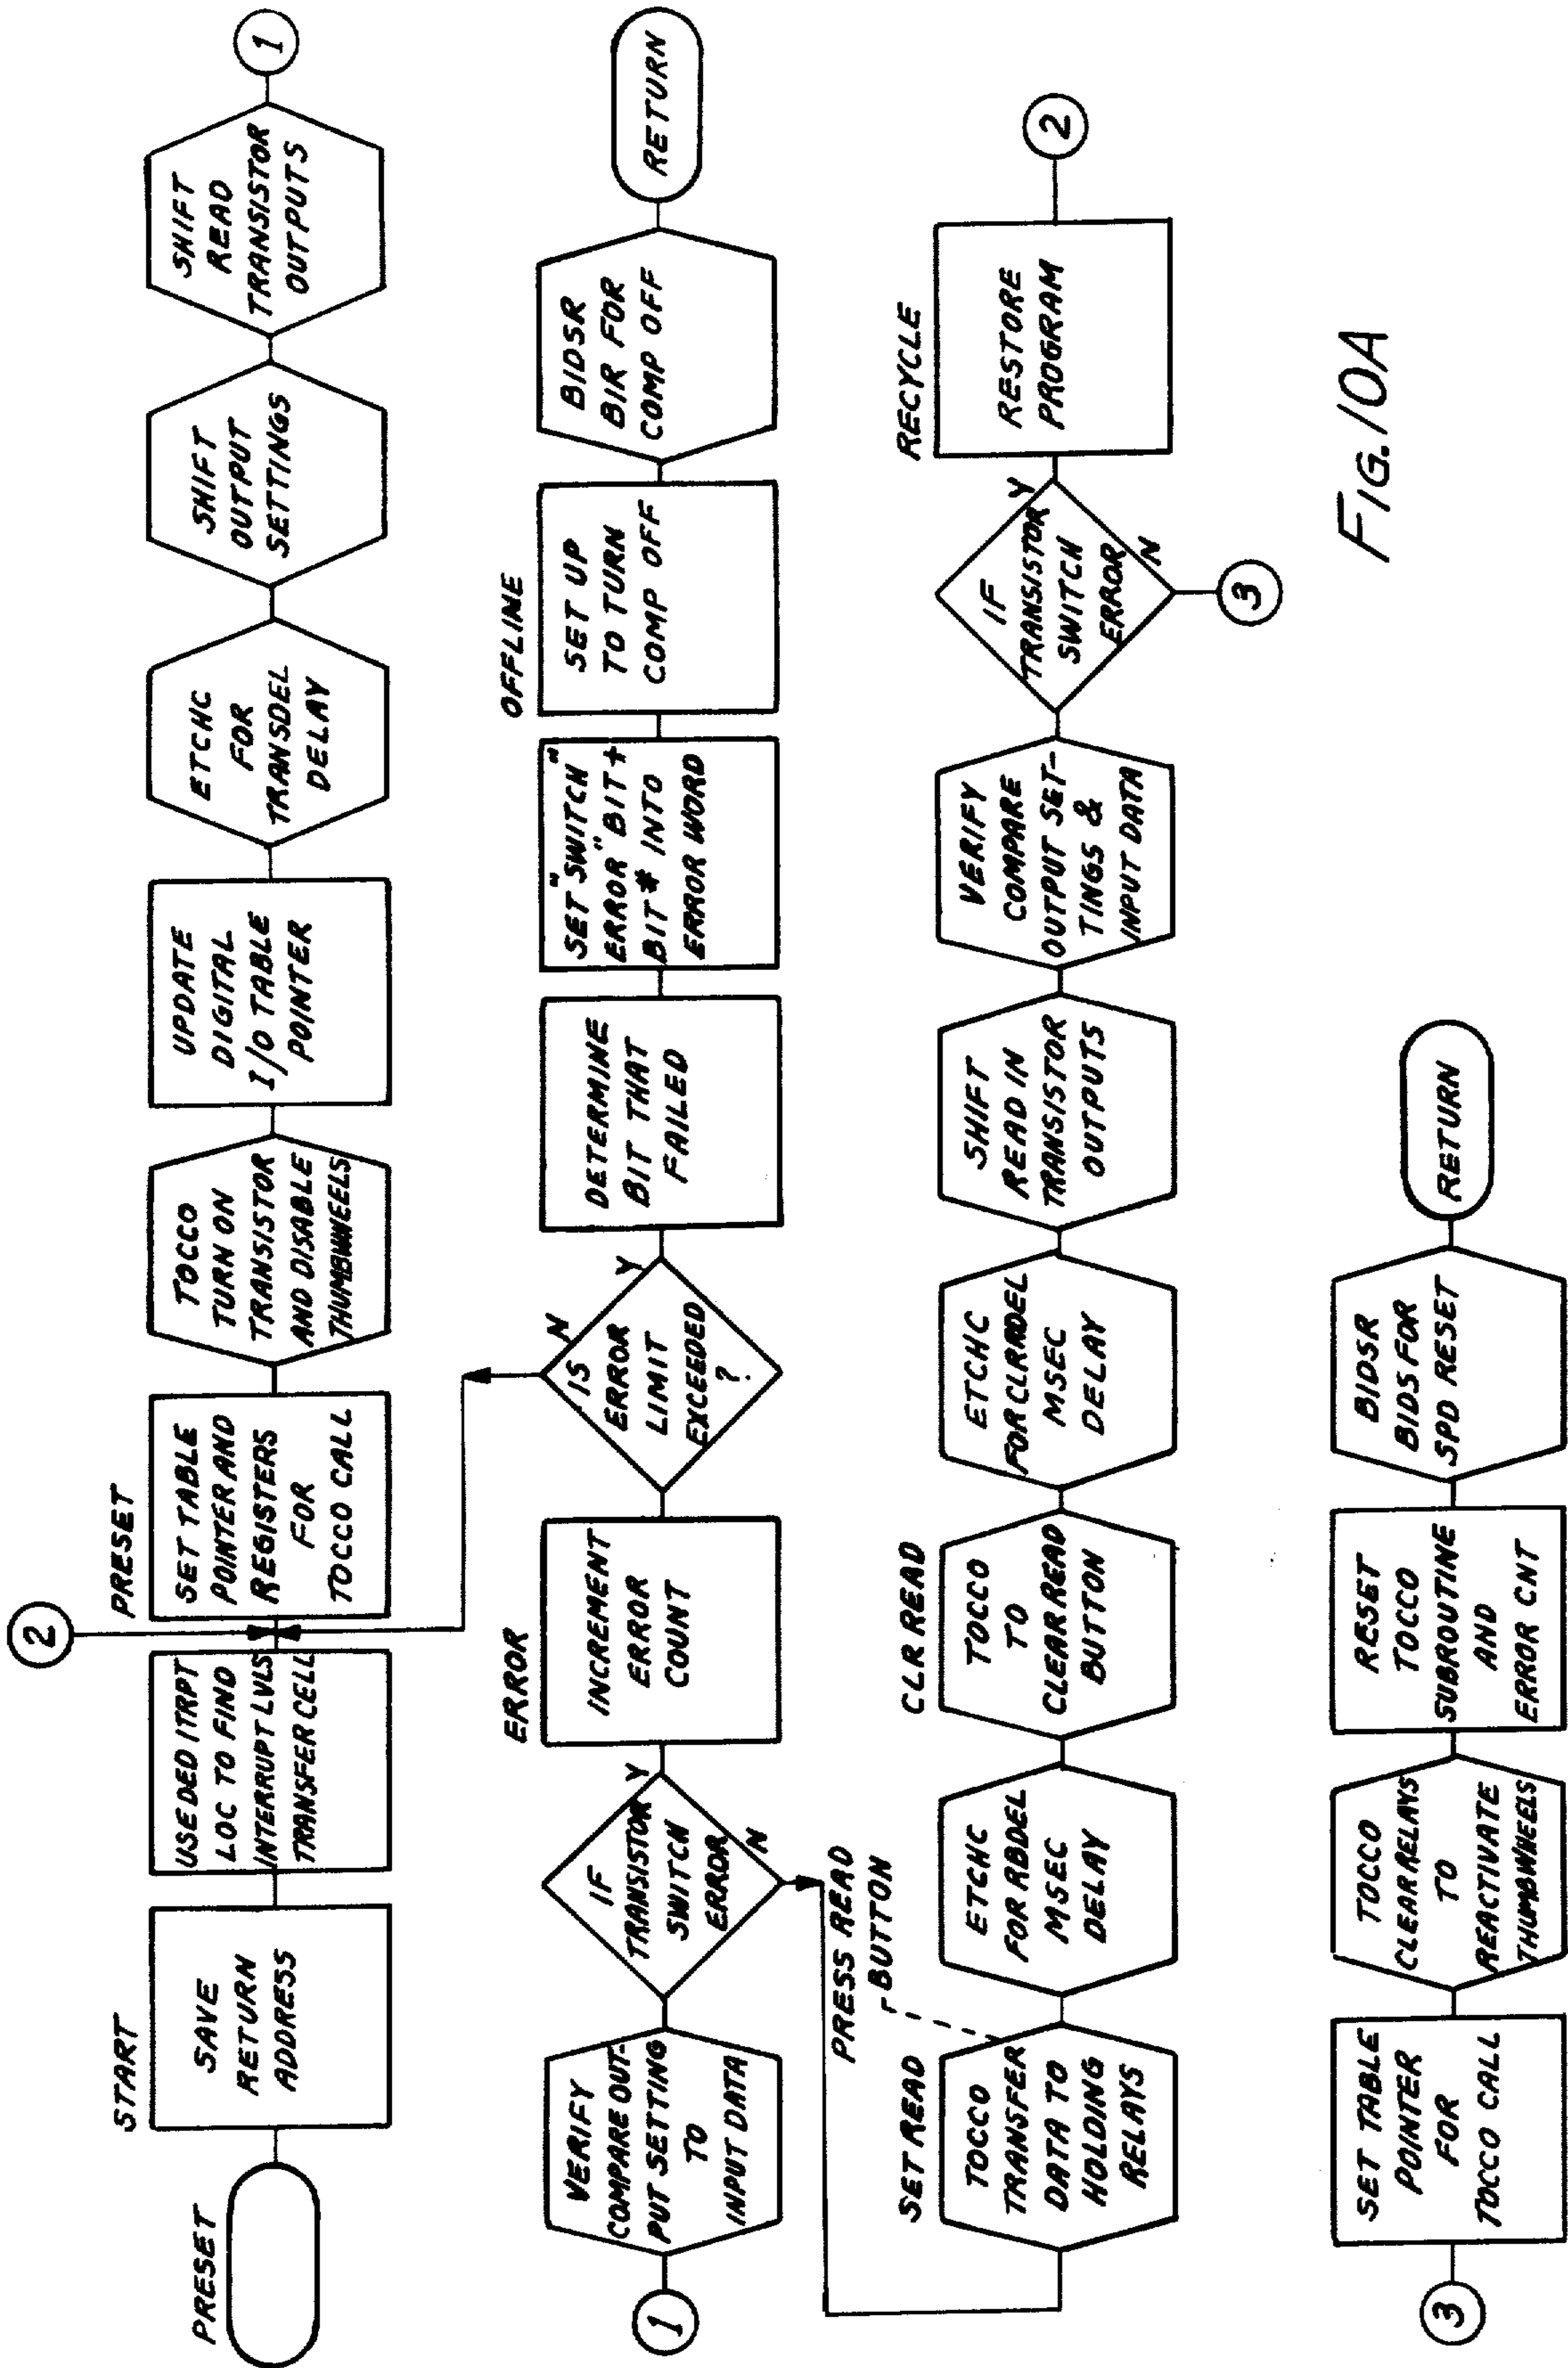 PRESET
START
SAVE
RETURN
ADDRESS
USE DED ITRPT
LOC TO FIND
INTERRUPT LVLS
TRANSFER CELL
2
PRESET
SET TABLE
POINTER AND
REGISTERS
FOR
TOCCO CALL
TOCCO
TURN ON
TRANSISTOR
AND DISABLE
THUMBWHEELS
UPDATE
DIGITAL
I/O TABLE
POINTER
ETCHC
FOR
TRANSDEL
DELAY
SHIFT
OUTPUT
SETTINGS
SHIFT
READ
TRANSISTOR
OUTPUTS
1
1
VERIFY
COMPARE OUT-
PUT SETTING
TO
INPUT DATA
IF
TRANSISTOR
SWITCH
ERROR
Y
N
ERROR
INCREMENT
ERROR
COUNT
IS
ERROR
LIMIT
EXCEEDED
?
N
Y
DETERMINE
BIT THAT
FAILED
SET "SWITCH"
ERROR" BIT +
BIT # INTO
ERROR WORD
OFFLINE
SET UP
TO TURN
COMP OFF
BIDSR
BIR FOR
COMP OFF
RETURN
PRESS READ
BUTTON
SET READ
TOCCO
TRANSFER
DATA TO
HOLDING
RELAYS
ETCHC
FOR RBDEL
MSEC
DELAY
CLR READ
TOCCO
TO
CLEAR READ
BUTTON
ETCHC
FOR CLRRDEL
MSEC
DELAY
SHIFT
READ IN
TRANSISTOR
OUTPUTS
VERIFY
COMPARE
OUTPUT SET-
TINGS &
INPUT DATA
IF
TRANSISTOR
SWITCH
ERROR
Y
N
3
RECYCLE
RESTORE
PROGRAM
2
3
SET TABLE
POINTER
FOR
TOCCO CALL
TOCCO
CLEAR RELAYS
TO
REACTIVATE
THUMBWHEELS
RESET
TOCCO
SUBROUTINE
AND
ERROR CNT
BIDSR
BIDS FOR
SPD RESET
RETURN
FIG. 10A